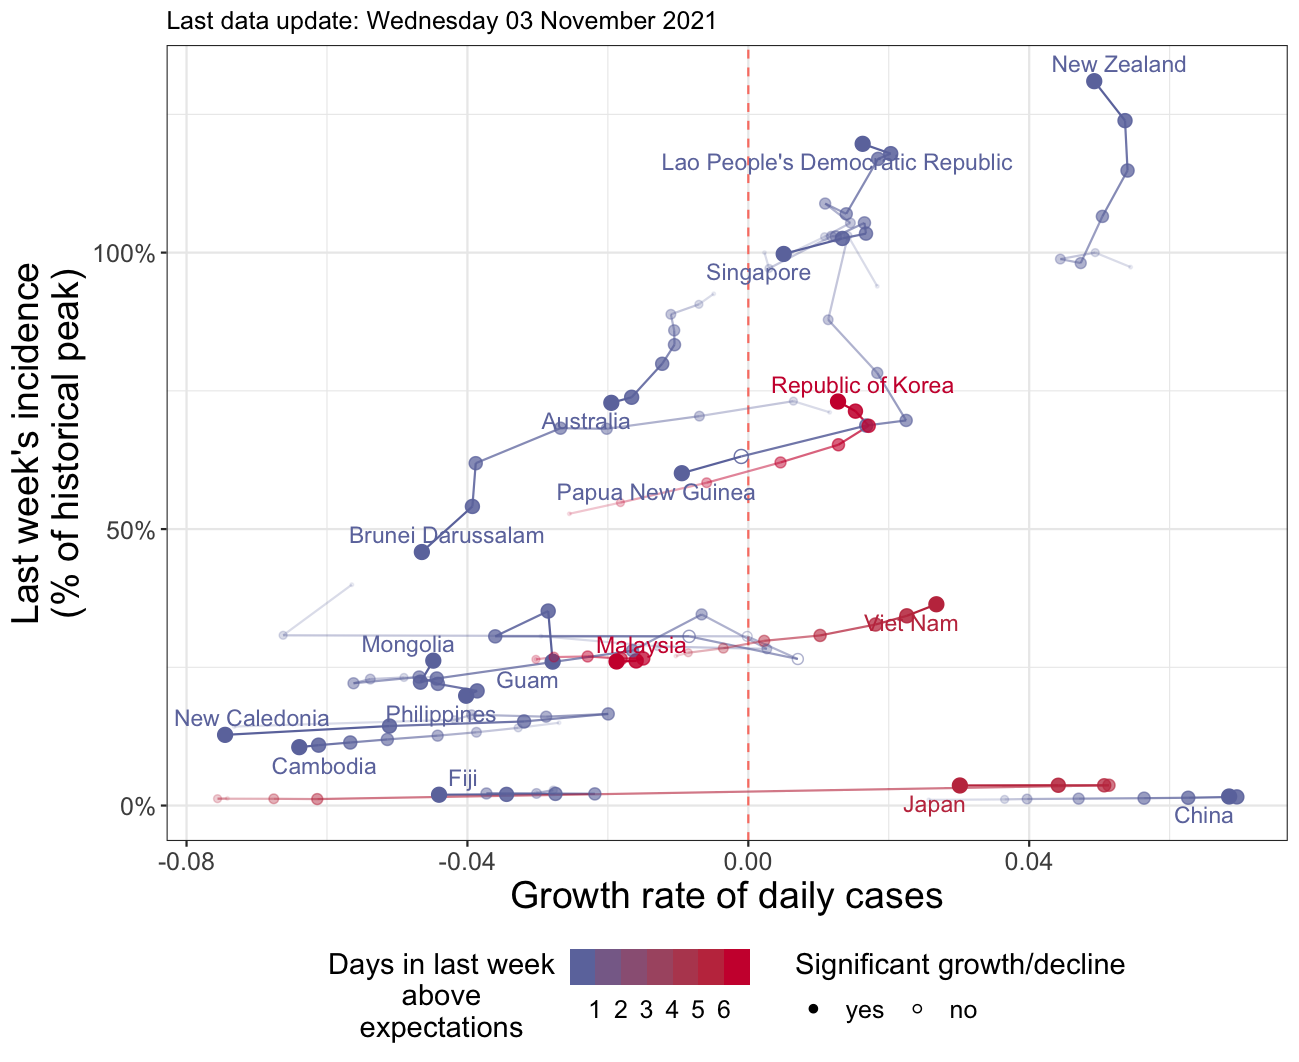 Last data update: Wednesday 03 November 2021
New Zealand
Lao People's Democratic Republic
100%
Singapore
Republic of Korea
Australia
Papua New Guinea
50%
Brunei Darussalam
Viet Nam
Mongolia
Malaysia
Guam
New Caledonia
Philippines
Cambodia
Fiji
0%
Japan
China
Last week's incidence
(% of historical peak)
-0.08
-0.04
0.00
0.04
Growth rate of daily cases
Days in last week
above
expectations
1 2 3 4 5 6
Significant growth/decline
yes
no